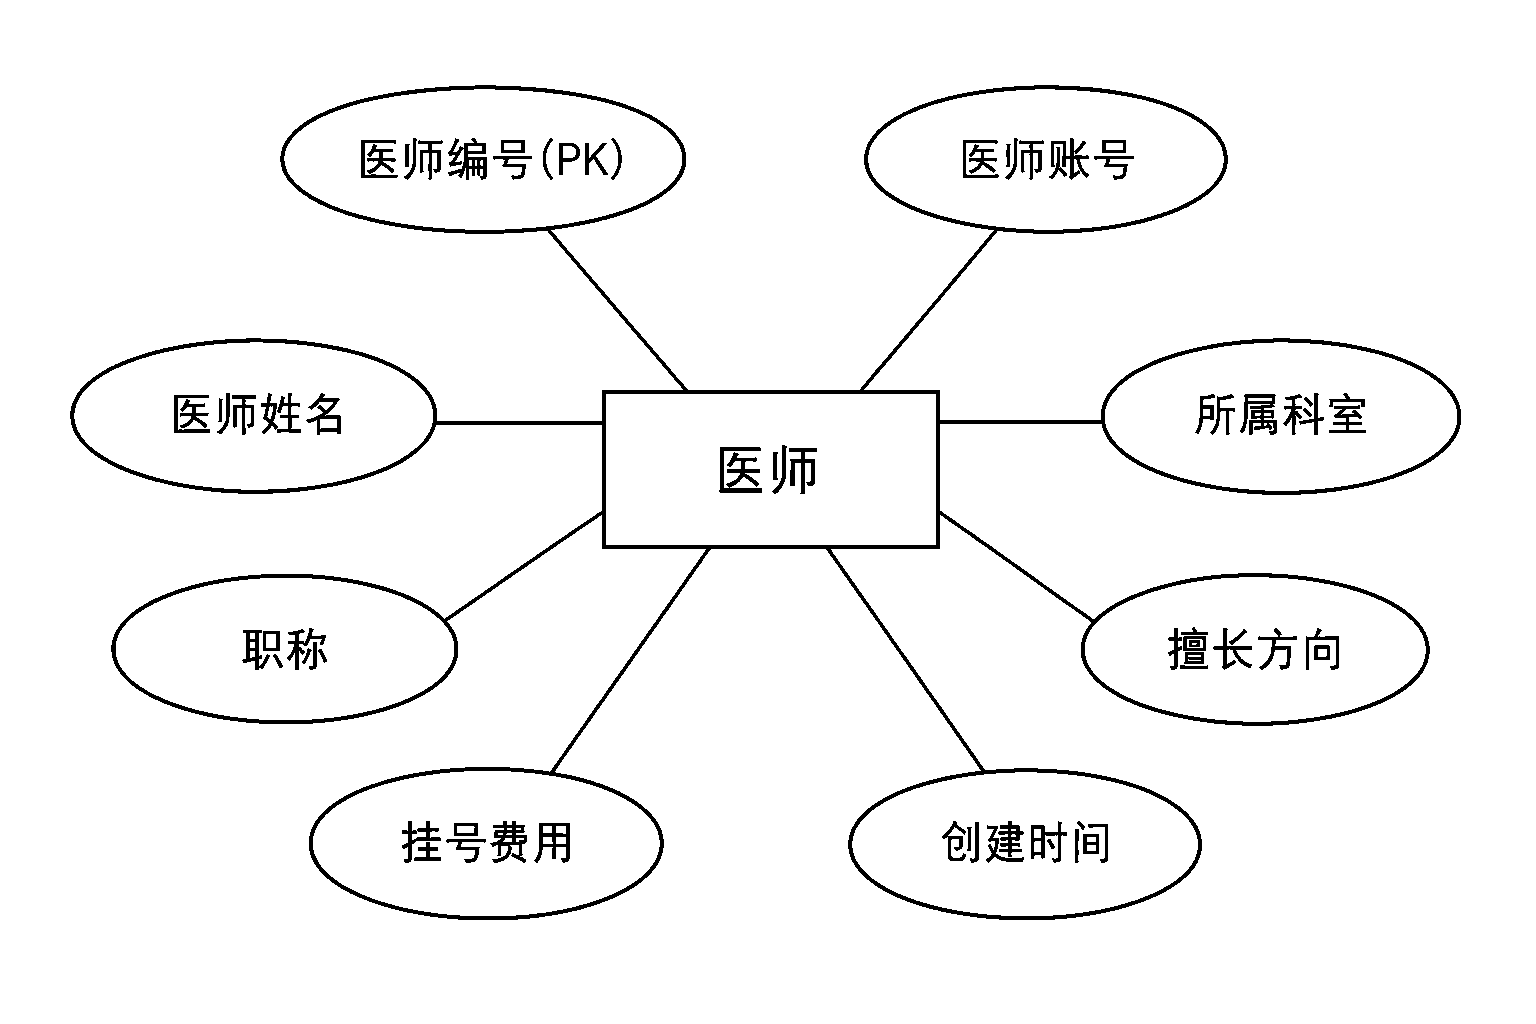 医师编号(PK)
医师账号
医师姓名
所属科室
医师
职称
擅长方向
挂号费用
创建时间